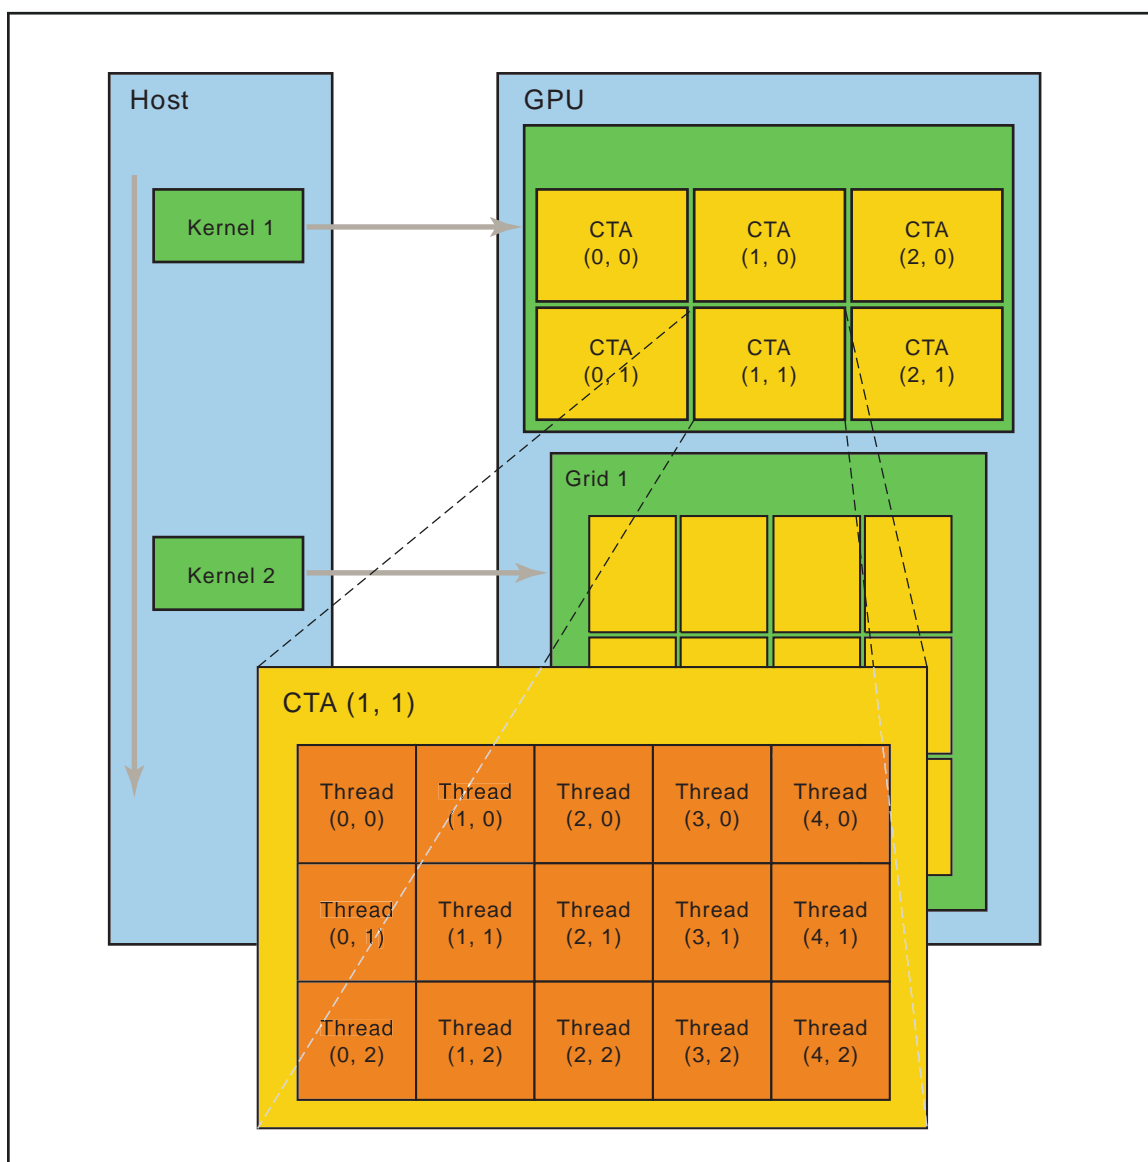 Host
GPU
Kernel 1
CTA
(0, 0)
CTA
(1, 0)
CTA
(2, 0)
CTA
(0, 1)
CTA
(1, 1)
CTA
(2, 1)
Grid 1
Kernel 2
CTA (1, 1)
Thread
(0, 0)
Thread
(1, 0)
Thread
(2, 0)
Thread
(3, 0)
Thread
(4, 0)
Thread
(0, 1)
Thread
(1, 1)
Thread
(2, 1)
Thread
(3, 1)
Thread
(4, 1)
Thread
(0, 2)
Thread
(1, 2)
Thread
(2, 2)
Thread
(3, 2)
Thread
(4, 2)